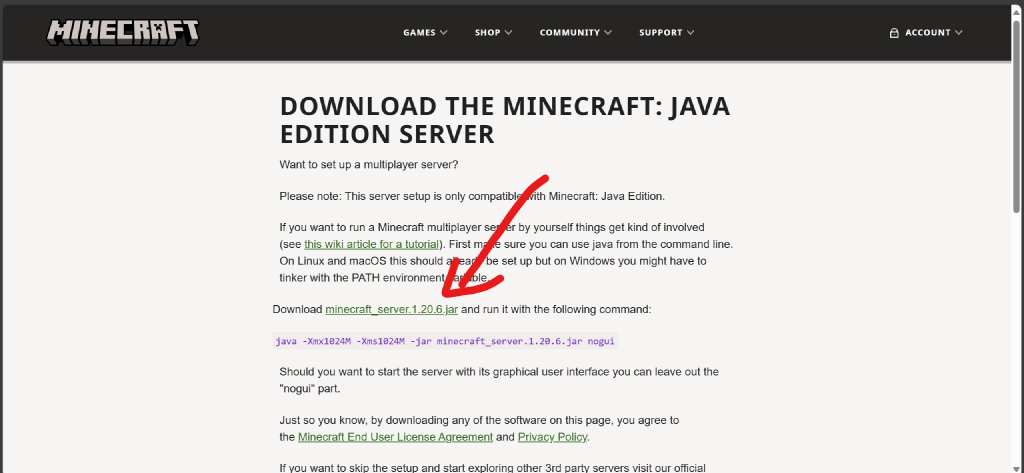 MINECRAFT
GAMES SHOP COMMUNITY SUPPORT ACCOUNT
DOWNLOAD THE MINECRAFT: JAVA
EDITION SERVER
Want to set up a multiplayer server?
Please note: This server setup is only compatible with Minecraft: Java Edition.
If you want to run a Minecraft multiplayer server by yourself things get kind of involved
(see this wiki article for a tutorial). First make sure you can use java from the command line.
On Linux and macOS this should already be set up but on Windows you might have to
tinker with the PATH environment variable.
Download minecraft_server.1.20.6.jar and run it with the following command:
java -Xmx1024M -Xms1024M -jar minecraft_server.1.20.6.jar nogui
Should you want to start the server with its graphical user interface you can leave out the
"nogui" part.
Just so you know, by downloading any of the software on this page, you agree to
the Minecraft End User License Agreement and Privacy Policy.
If you want to skip the setup and start exploring other 3rd party servers visit our official